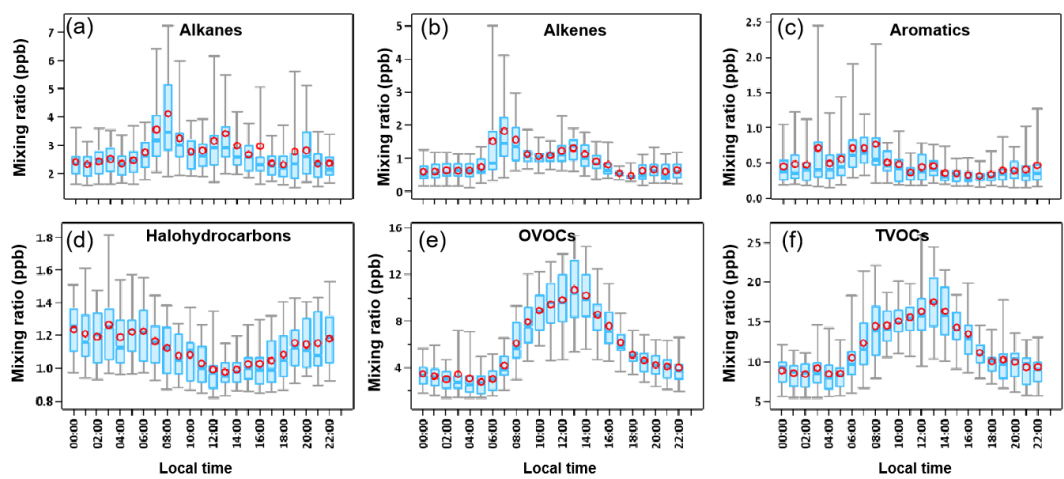 (a)
Alkanes
Mixing ratio (ppb)
7
6
5
4
3
2
(b)
Alkenes
Mixing ratio (ppb)
5
4
3
2
1
0
(c)
Aromatics
Mixing ratio (ppb)
2.5
2.0
1.5
1.0
0.5
0.0
(d)
Halohydrocarbons
Mixing ratio (ppb)
1.8
1.6
1.4
1.2
1.0
0.8
00:00 02:00 04:00 06:00 08:00 10:00 12:00 14:00 16:00 18:00 20:00 22:00
Local time
(e)
OVOCs
Mixing ratio (ppb)
16
12
8
4
00:00 02:00 04:00 06:00 08:00 10:00 12:00 14:00 16:00 18:00 20:00 22:00
Local time
(f)
TVOCs
Mixing ratio (ppb)
25
20
15
10
5
00:00 02:00 04:00 06:00 08:00 10:00 12:00 14:00 16:00 18:00 20:00 22:00
Local time